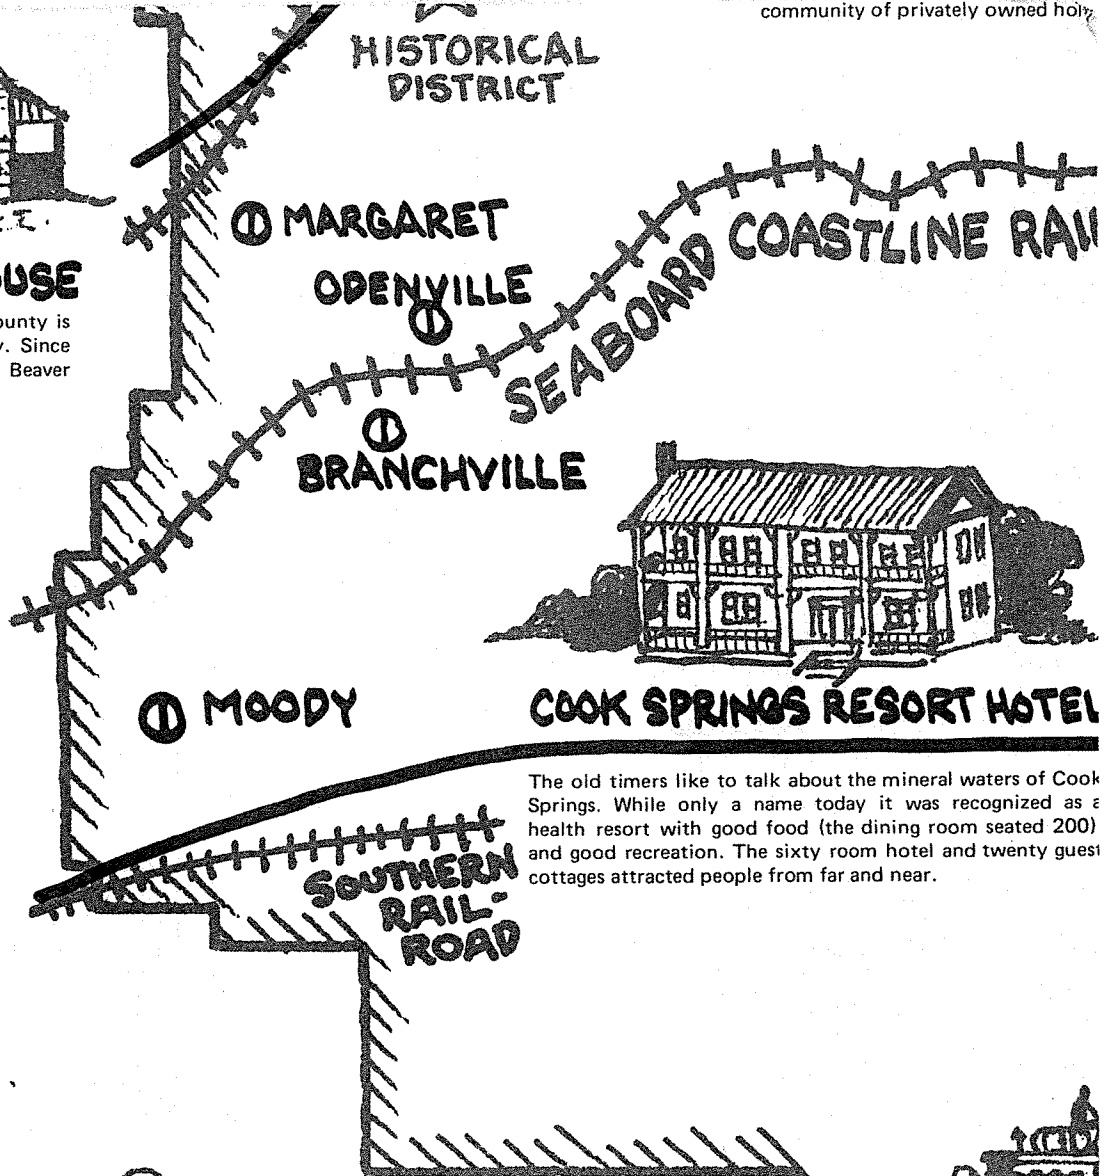 community of privately owned
HISTORICAL
DISTRICT
MARGARET
ODENVILLE
COASTLINE
SEABOARD
BRANCHVILLE
ounty is
Since
Beaver
MOODY
COOK SPRINGS RESORT HOTEL
The old timers like to talk about the mineral waters of Cook
Springs. While only a name today it was recognized as a
health resort with good food (the dining room seated 200)
and good recreation. The sixty room hotel and twenty guest
cottages attracted people from far and near.
SOUTHERN
RAIL-
ROAD